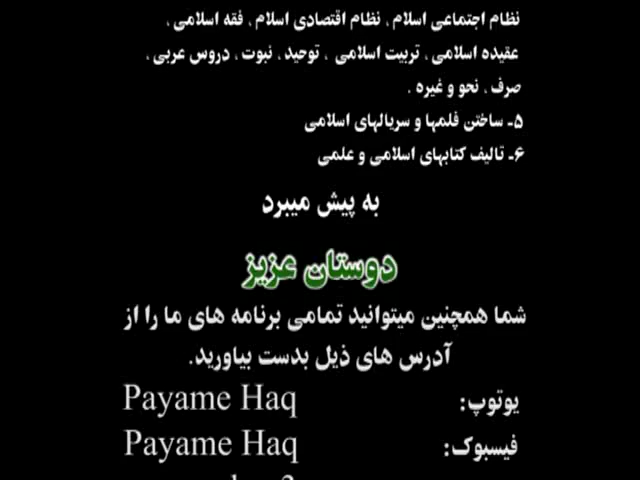 نظام اجتماعی اسلام ، نظام اقتصادی اسلام ، فقه اسلامی ،
عقیده اسلامی ، تربیت اسلامی ، توحید ، نبوت ، دروس عربی ،
صرف ، نحو و غیره .
۵ـ ساختن فلمها و سریالهای اسلامی
۶ـ تالیف کتابهای اسلامی و علمی
به پیش میبرد
دوستان عزیز
شما همچنین میتوانید تمامی برنامه های ما را از
آدرس های ذیل بدست بیاورید.
یوتوپ: Payame Haq
فیسبوک: Payame Haq